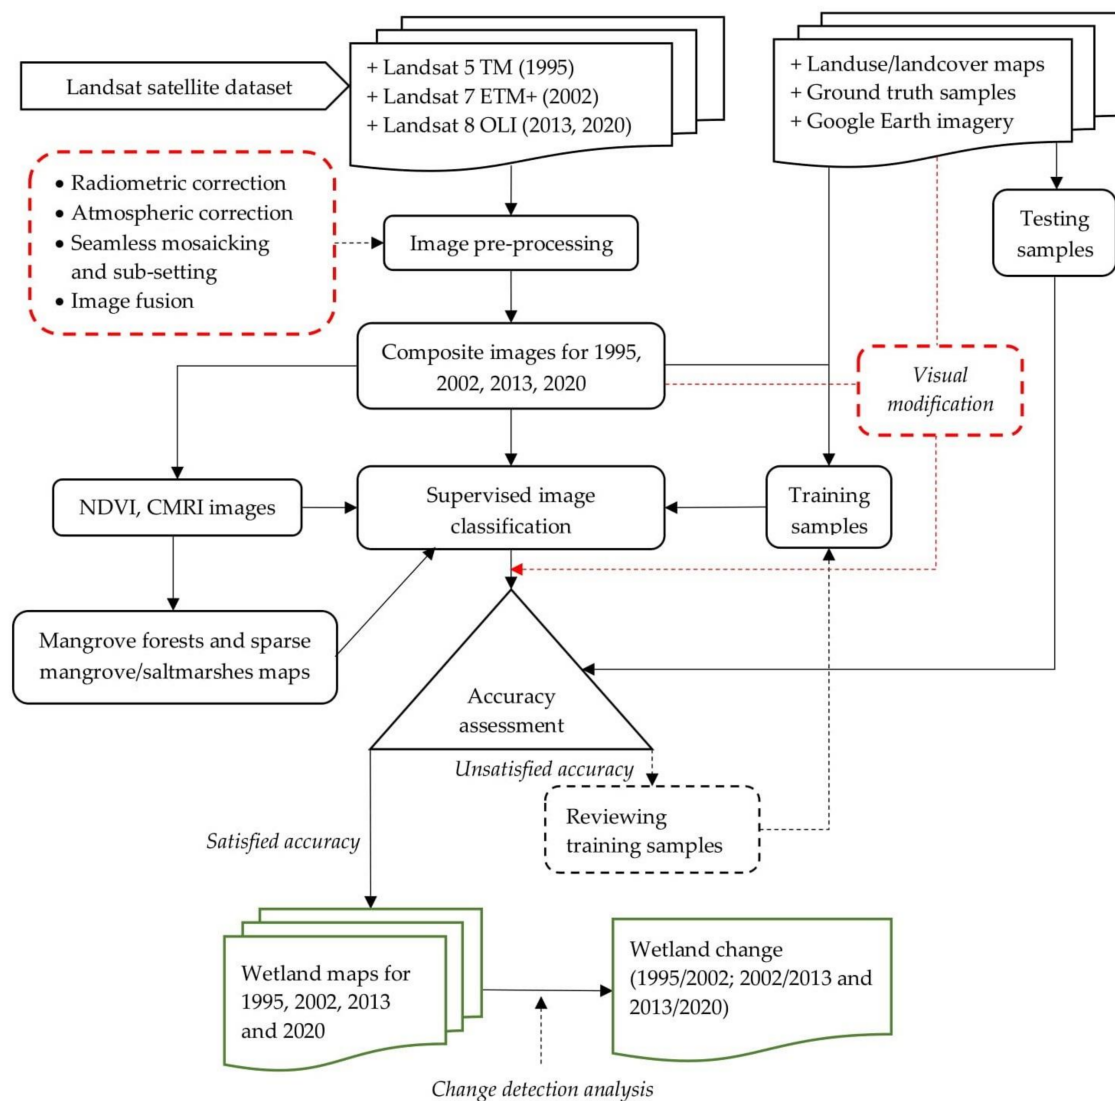 Landsat satellite dataset
+ Landsat 5 TM (1995)
+ Landsat 7 ETM+ (2002)
+ Landsat 8 OLI (2013, 2020)
+ Landuse/landcover maps
+ Ground truth samples
+ Google Earth imagery
• Radiometric correction
• Atmospheric correction
• Seamless mosaicking
and sub-setting
• Image fusion
Image pre-processing
Testing
samples
Composite images for 1995,
2002, 2013, 2020
Visual
modification
NDVI, CMRI images
Supervised image
classification
Training
samples
Mangrove forests and sparse
mangrove/saltmarshes maps
Accuracy
assessment
Unsatisfied accuracy
Satisfied accuracy
Reviewing
training samples
Wetland maps for
1995, 2002, 2013
and 2020
Wetland change
(1995/2002; 2002/2013 and
2013/2020)
Change detection analysis